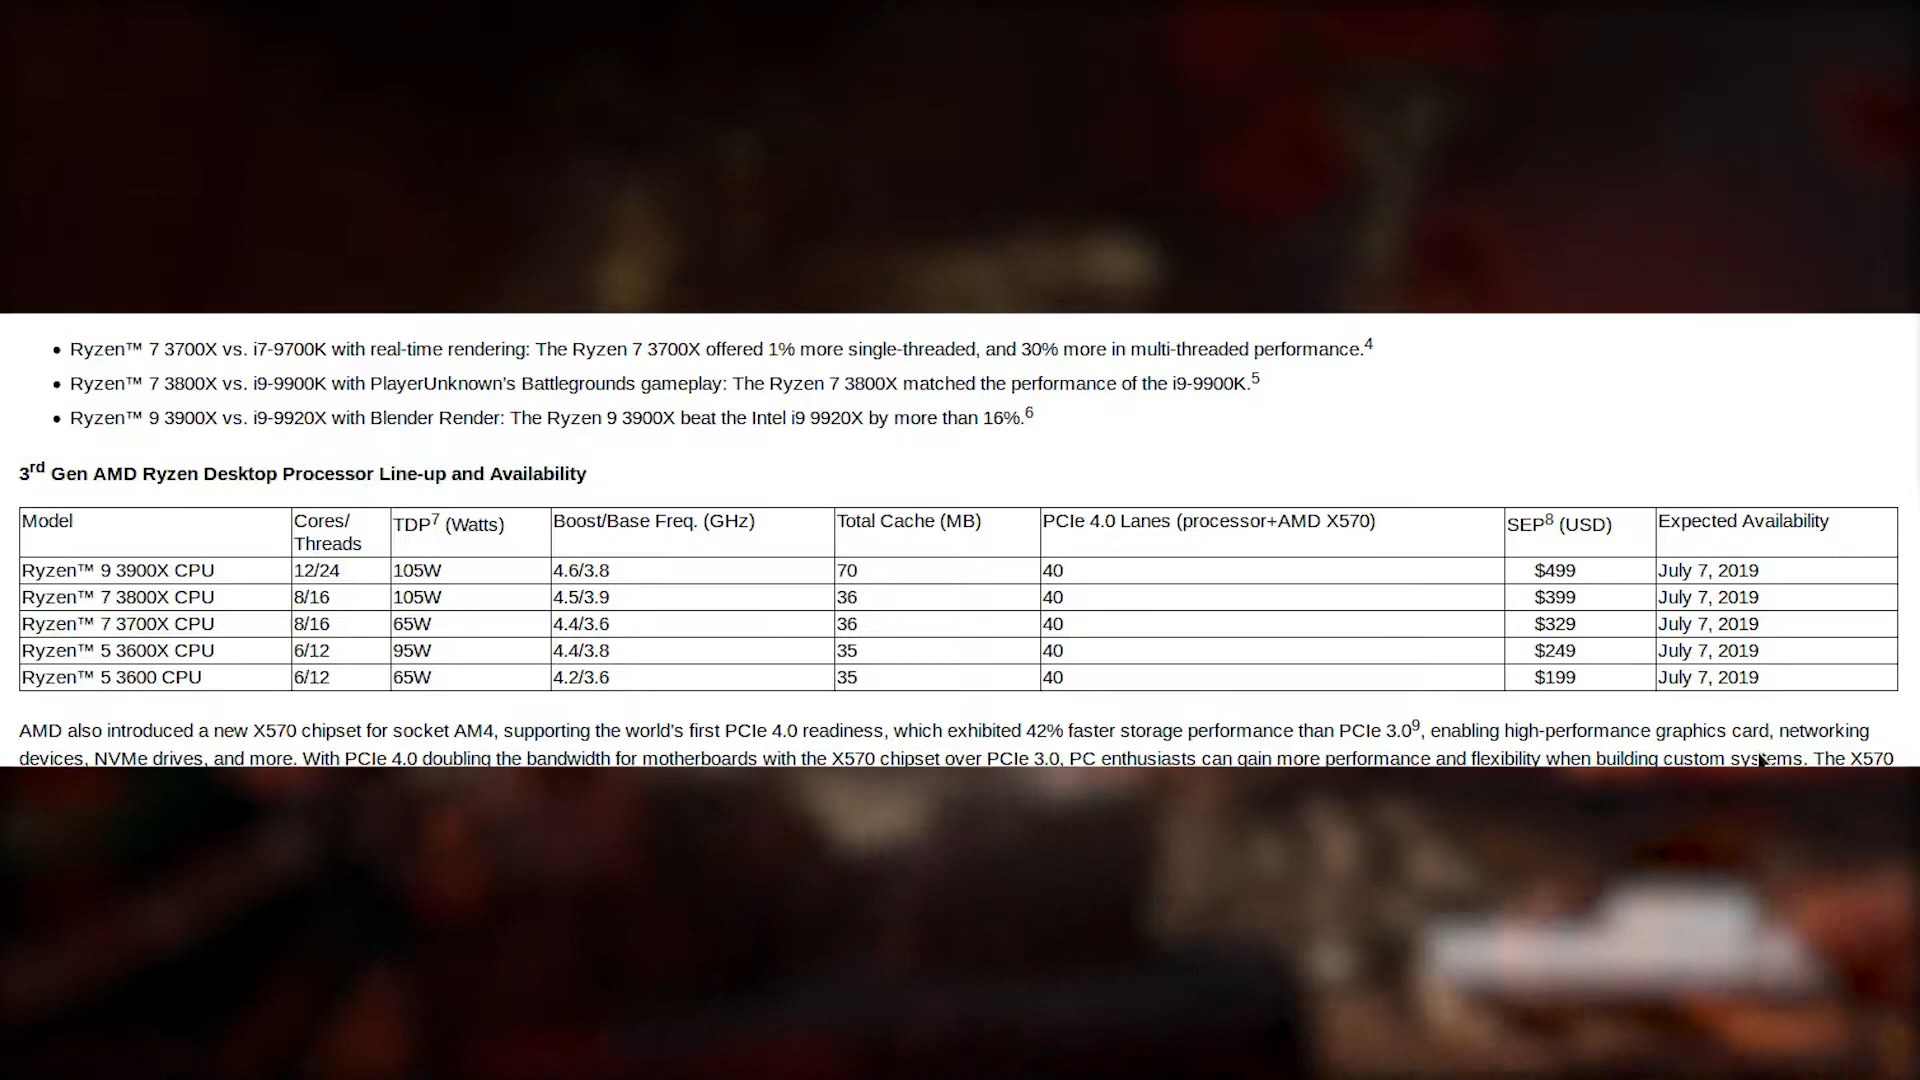 • Ryzen™ 7 3700X vs. i7-9700K with real-time rendering: The Ryzen 7 3700X offered 1% more single-threaded, and 30% more in multi-threaded performance.4
• Ryzen™ 7 3800X vs. i9-9900K with PlayerUnknown's Battlegrounds gameplay: The Ryzen 7 3800X matched the performance of the i9-9900K.5
• Ryzen™ 9 3900X vs. i9-9920X with Blender Render: The Ryzen 9 3900X beat the Intel i9 9920X by more than 16%.6
3rd Gen AMD Ryzen Desktop Processor Line-up and Availability
Model Cores/ Threads TDP7 (Watts) Boost/Base Freq. (GHz) Total Cache (MB) PCIe 4.0 Lanes (processor+AMD X570) SEP8 (USD) Expected Availability
Ryzen™ 9 3900X CPU 12/24 105W 4.6/3.8 70 40 $499 July 7, 2019
Ryzen™ 7 3800X CPU 8/16 105W 4.5/3.9 36 40 $399 July 7, 2019
Ryzen™ 7 3700X CPU 8/16 65W 4.4/3.6 36 40 $329 July 7, 2019
Ryzen™ 5 3600X CPU 6/12 95W 4.4/3.8 35 40 $249 July 7, 2019
Ryzen™ 5 3600 CPU 6/12 65W 4.2/3.6 35 40 $199 July 7, 2019
AMD also introduced a new X570 chipset for socket AM4, supporting the world's first PCIe 4.0 readiness, which exhibited 42% faster storage performance than PCIe 3.09, enabling high-performance graphics card, networking
devices, NVMe drives, and more. With PCIe 4.0 doubling the bandwidth for motherboards with the X570 chipset over PCIe 3.0, PC enthusiasts can gain more performance and flexibility when building custom systems. The X570